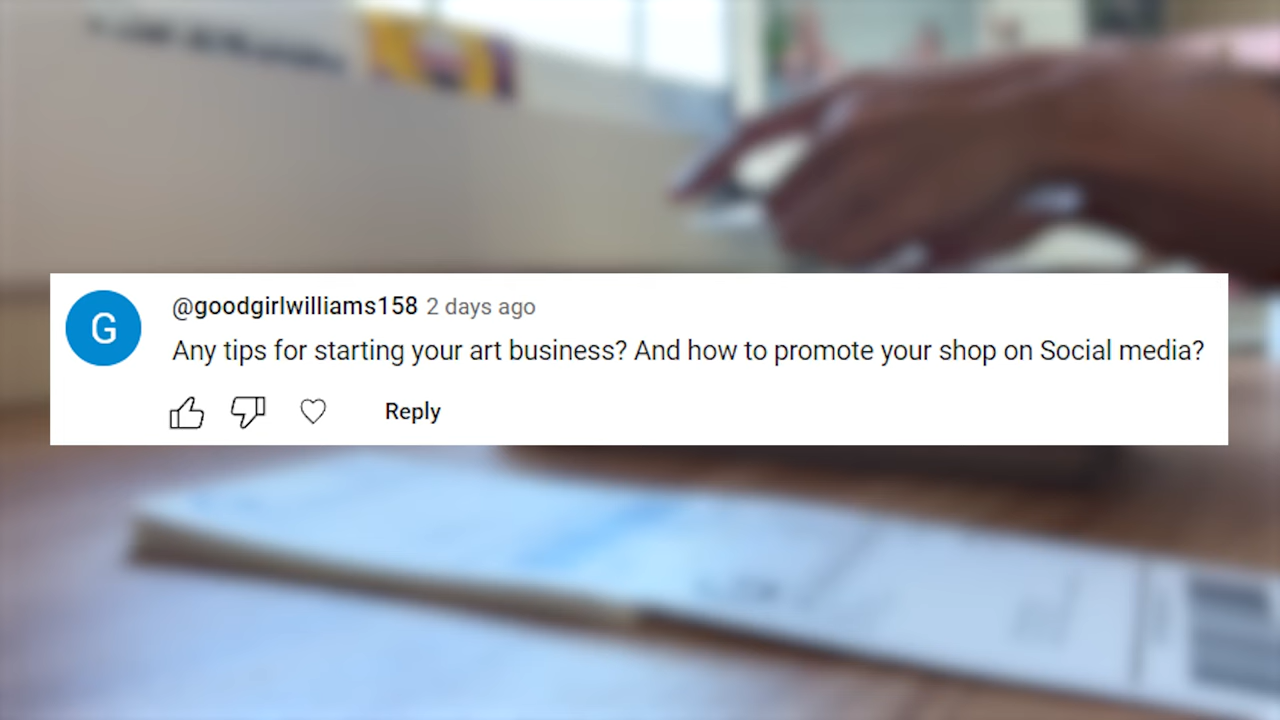 G
@goodgirlwilliams158 2 days ago
Any tips for starting your art business? And how to promote your shop on Social media?
Reply